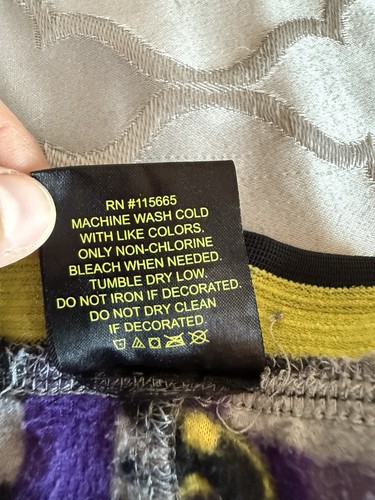 RN #115665
MACHINE WASH COLD
WITH LIKE COLORS.
ONLY NON-CHLORINE
BLEACH WHEN NEEDED.
TUMBLE DRY LOW.
DO NOT IRON IF DECORATED.
DO NOT DRY CLEAN
IF DECORATED.